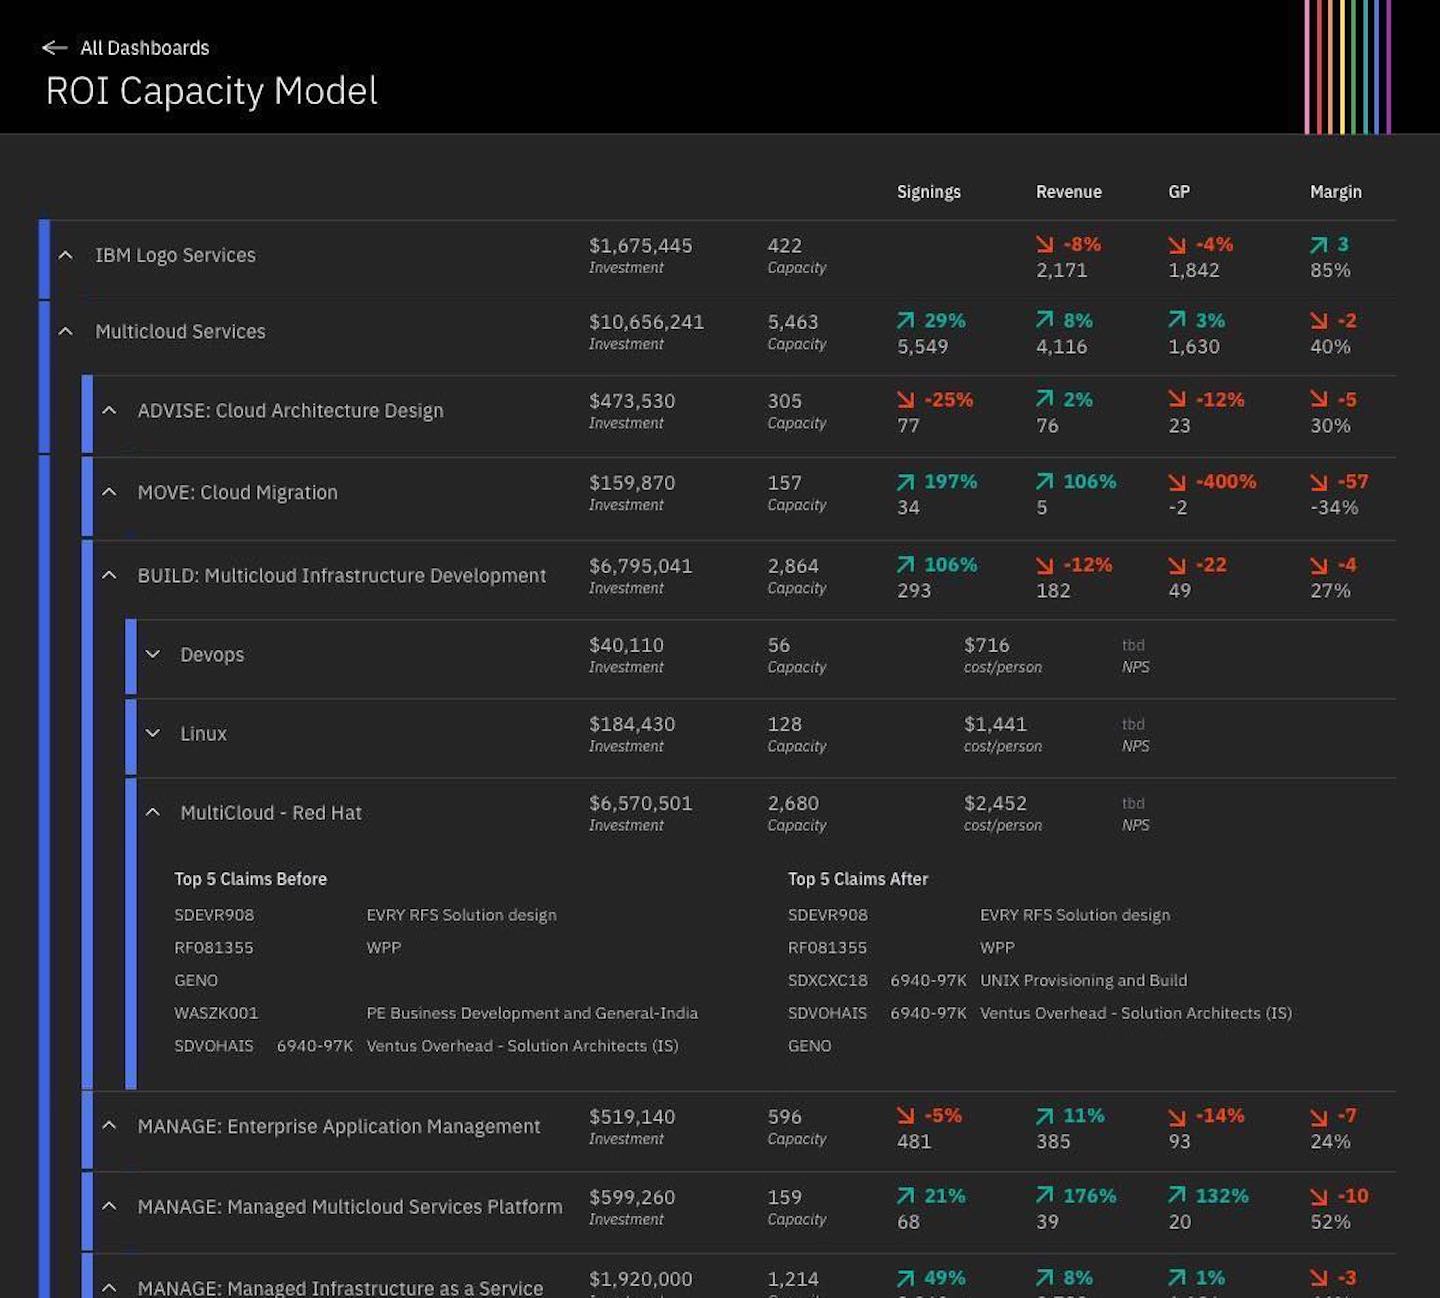 All Dashboards
ROI Capacity Model
Signings Revenue GP Margin
IBM Logo Services $1,675,445 422 -8% -4% 3
Investment Capacity 2,171 1,842 85%
Multicloud Services $10,656,241 5,463 29% 8% 3% -2
Investment Capacity 5,549 4,116 1,630 40%
ADVISE: Cloud Architecture Design $473,530 305 -25% 2% -12% -5
Investment Capacity 77 76 23 30%
MOVE: Cloud Migration $159,870 157 197% 106% -400% -57
Investment Capacity 34 5 -2 -34%
BUILD: Multicloud Infrastructure Development $6,795,041 2,864 106% -12% -22 -4
Investment Capacity 293 182 49 27%
Devops $40,110 56 $716 tbd
Investment Capacity cost/person NPS
Linux $184,430 128 $1,441 tbd
Investment Capacity cost/person NPS
MultiCloud - Red Hat $6,570,501 2,680 $2,452 tbd
Investment Capacity cost/person NPS
Top 5 Claims Before Top 5 Claims After
SDEVR908 EVRY RFS Solution design SDEVR908 EVRY RFS Solution design
RF081355 WPP RF081355 WPP
GENO SDXCXC18 6940-97K UNIX Provisioning and Build
WASZK001 PE Business Development and General-India SDVOHAIS 6940-97K Ventus Overhead - Solution Architects (IS)
SDVOHAIS 6940-97K Ventus Overhead - Solution Architects (IS) GENO
MANAGE: Enterprise Application Management $519,140 596 -5% 11% -14% -7
Investment Capacity 481 385 93 24%
MANAGE: Managed Multicloud Services Platform $599,260 159 21% 176% 132% -10
Investment Capacity 68 39 20 52%
MANAGE: Managed Infrastructure as a Service $1,920,000 1,214 49% 8% 1% -3